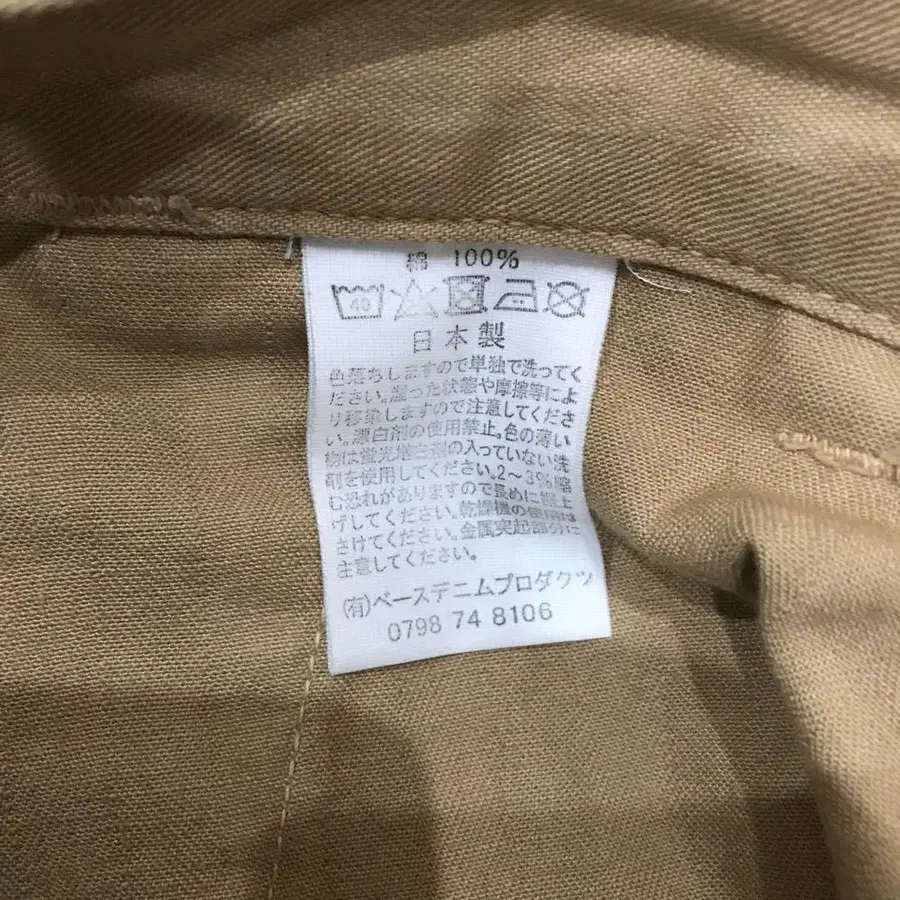 綿 100%
40
日本製
色落ちしますので単独で洗ってく
ださい。湿った状態や摩擦等によ
り移染しますので注意してくださ
い。漂白剤の使用禁止。色の薄い
物は蛍光増白剤の入っていない洗
剤を使用してください。2～3%縮
む恐れがありますので長めに裾上
げしてください。乾燥機の使用は
さけてください。金属突起部分に
注意してください。
(有)ベースデニムプロダクツ
0798 74 8106